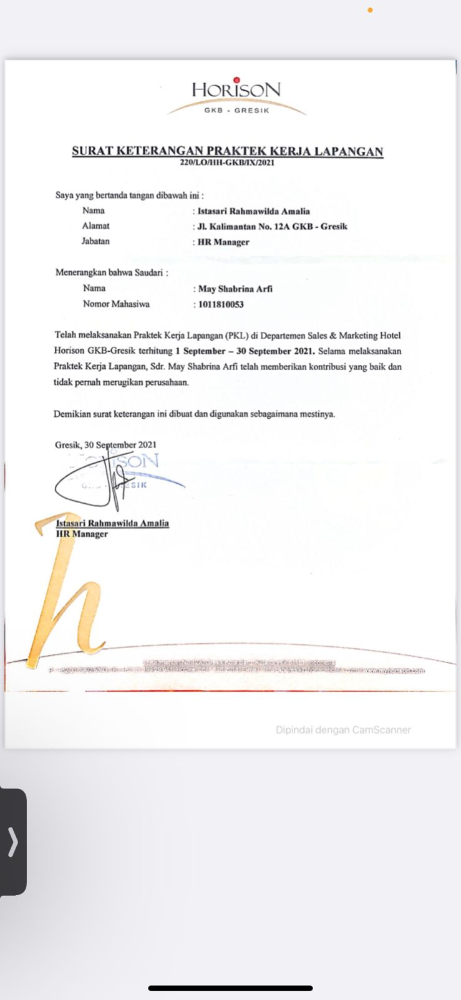 HORISON
GKB - GRESIK
SURAT KETERANGAN PRAKTEK KERJA LAPANGAN
220/LO/HH-GKB/IX/2021
Saya yang bertanda tangan dibawah ini :
Nama : Istasari Rahmawilda Amalia
Alamat : Jl. Kalimantan No. 12A GKB - Gresik
Jabatan : HR Manager
Menerangkan bahwa Saudari :
Nama : May Shabrina Arfi
Nomor Mahasiwa : 1011810053
Telah melaksanakan Praktek Kerja Lapangan (PKL) di Departemen Sales & Marketing Hotel
Horison GKB-Gresik terhitung 1 September – 30 September 2021. Selama melaksanakan
Praktek Kerja Lapangan, Sdr. May Shabrina Arfi telah memberikan kontribusi yang baik dan
tidak pernah merugikan perusahaan.
Demikian surat keterangan ini dibuat dan digunakan sebagaimana mestinya.
Gresik, 30 September 2021
Istasari Rahmawilda Amalia
HR Manager
h
www.myhorison.com
Dipindai dengan CamScanner